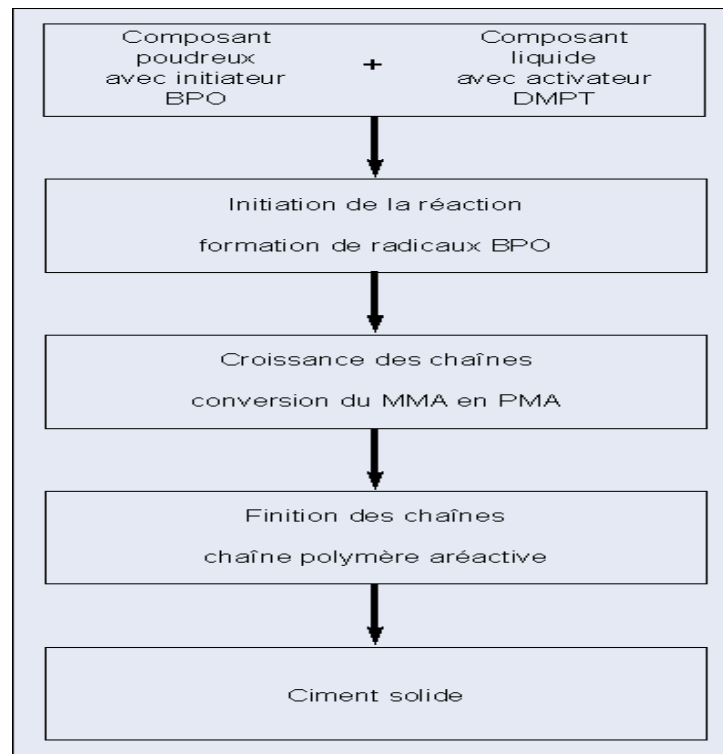 Composant
poudreux
avec initiateur
BPO
+
Composant
liquide
avec activateur
DMPT
Initiation de la réaction
formation de radicaux BPO
Croissance des chaînes
conversion du MMA en PMA
Finition des chaînes
chaîne polymère aréactive
Ciment solide